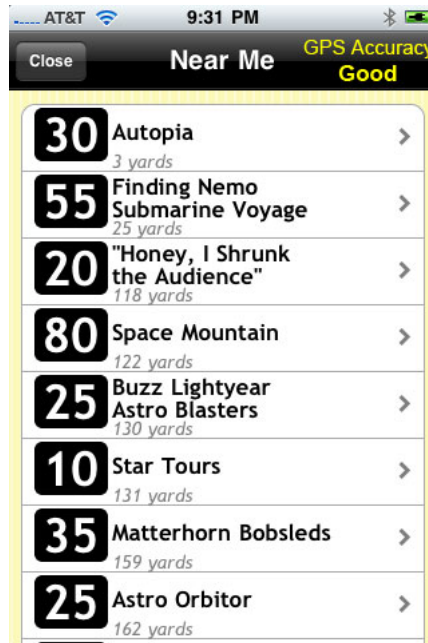 AT&T 9:31 PM
Close Near Me GPS Accuracy
Good
30 Autopia
3 yards
55 Finding Nemo
Submarine Voyage
25 yards
20 "Honey, I Shrunk
the Audience"
118 yards
80 Space Mountain
122 yards
25 Buzz Lightyear
Astro Blasters
130 yards
10 Star Tours
131 yards
35 Matterhorn Bobsleds
159 yards
25 Astro Orbitor
162 yards